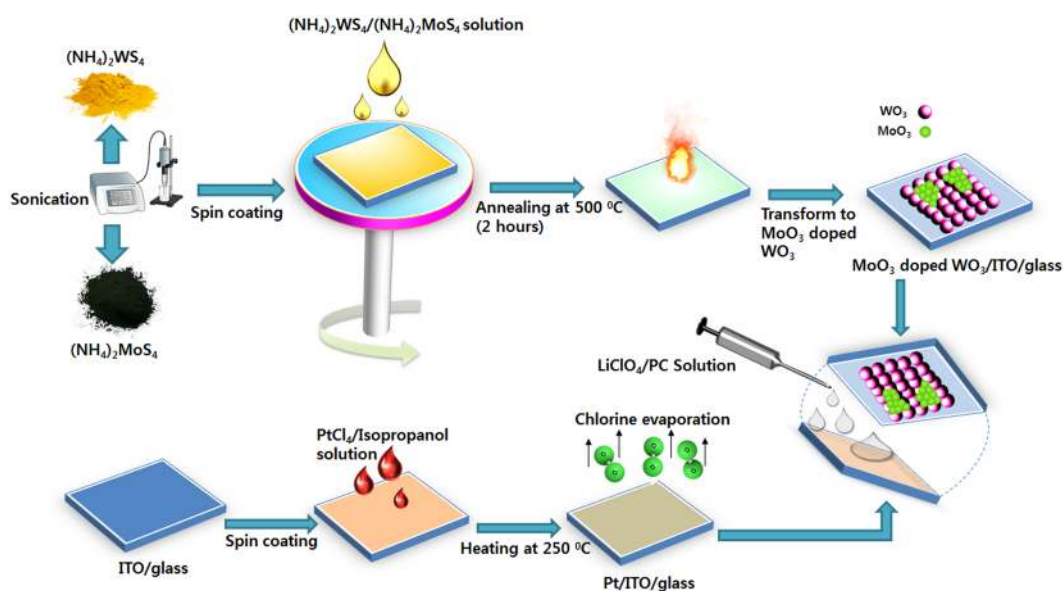 (NH₄)₂WS₄/(NH₄)₂MoS₄ solution
(NH₄)₂WS₄
Sonication
(NH₄)₂MoS₄
Spin coating
Annealing at 500 ⁰C
(2 hours)
Transform to
MoO₃ doped
WO₃
WO₃
MoO₃
MoO₃ doped WO₃/ITO/glass
LiClO₄/PC Solution
ITO/glass
Spin coating
PtCl₄/Isopropanol
solution
Heating at 250 ⁰C
Chlorine evaporation
Pt/ITO/glass